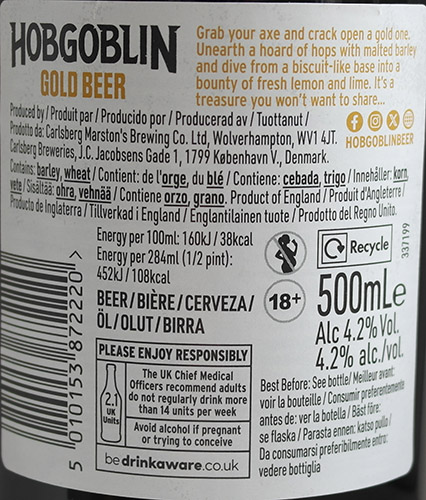 HOBGOBLIN
GOLD BEER
Grab your axe and crack open a gold one.
Unearth a hoard of hops with malted barley
and dive from a biscuit-like base into a
bounty of fresh lemon and lime. It's a
treasure you won't want to share...
HOBGOBLINBEER
Produced by / Produit par / Producido por / Producerad av / Tuottanut /
Prodotto da: Carlsberg Marston's Brewing Co. Ltd, Wolverhampton, WV1 4JT.
Carlsberg Breweries, J.C. Jacobsens Gade 1, 1799 København V., Denmark.
Contains: barley, wheat / Contient: de l'orge, du blé / Contiene: cebada, trigo / Innehåller: korn,
vete / Sisältää: ohra, vehnää / Contiene orzo, grano. Product of England / Produit d'Angleterre /
Producto de Inglaterra / Tillverkad i England / Englantilainen tuote / Prodotto del Regno Unito.
Energy per 100ml: 160kJ / 38kcal
Energy per 284ml (1/2 pint):
452kJ / 108kcal
Recycle
337199
BEER/BIÈRE/CERVEZA/
ÖL/OLUT/BIRRA
18+
500mLe
Alc 4.2% Vol.
4.2% alc./vol.
PLEASE ENJOY RESPONSIBLY
2.1
UK
Units
The UK Chief Medical
Officers recommend adults
do not regularly drink more
than 14 units per week
Avoid alcohol if pregnant
or trying to conceive
bedrinkaware.co.uk
Best Before: See bottle/ Meilleur avant:
voir la bouteille / Consumir preferentemente
antes de: ver la botella / Bäst före:
se flaska / Parasta ennen: katso pullo /
Da consumarsi preferibilmente entro:
vedere bottiglia
5 010153 872220 >